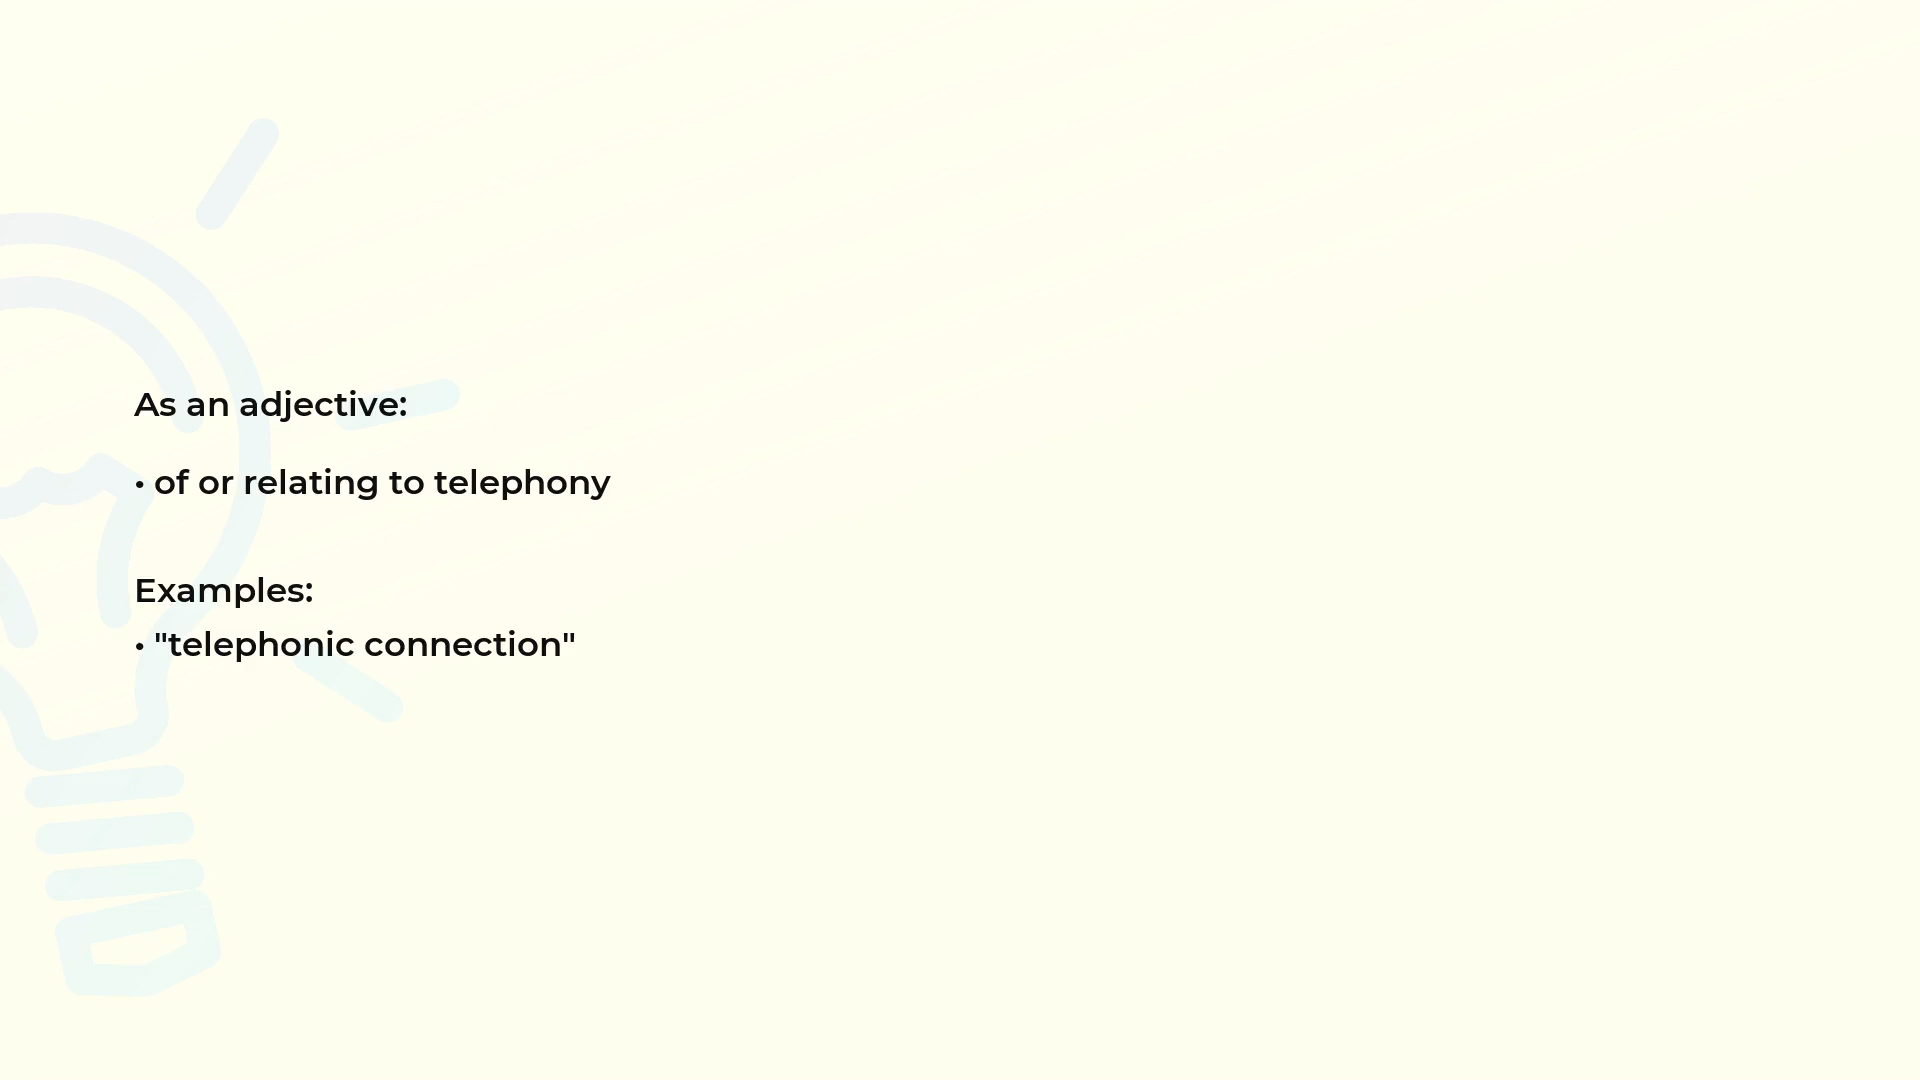 As an adjective:
• of or relating to telephony
Examples:
• "telephonic connection"